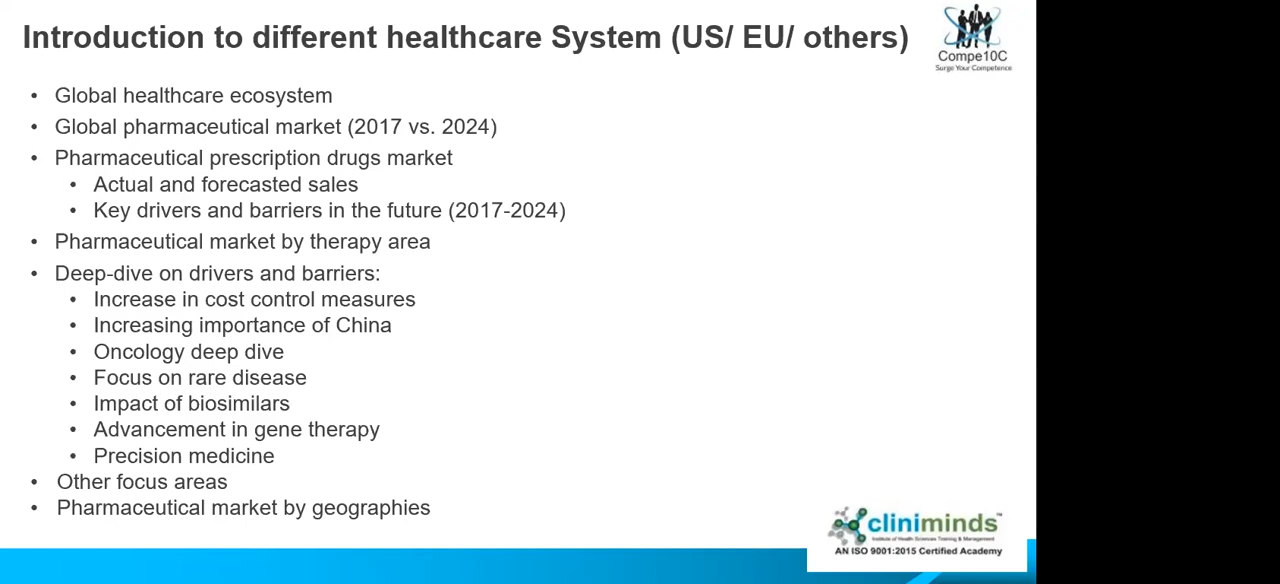 Introduction to different healthcare System (US/ EU/ others)
Compe10C
Surge Your Competence
• Global healthcare ecosystem
• Global pharmaceutical market (2017 vs. 2024)
• Pharmaceutical prescription drugs market
• Actual and forecasted sales
• Key drivers and barriers in the future (2017-2024)
• Pharmaceutical market by therapy area
• Deep-dive on drivers and barriers:
• Increase in cost control measures
• Increasing importance of China
• Oncology deep dive
• Focus on rare disease
• Impact of biosimilars
• Advancement in gene therapy
• Precision medicine
• Other focus areas
• Pharmaceutical market by geographies
cliniminds™
Institute of Health Sciences Training & Management
AN ISO 9001:2015 Certified Academy